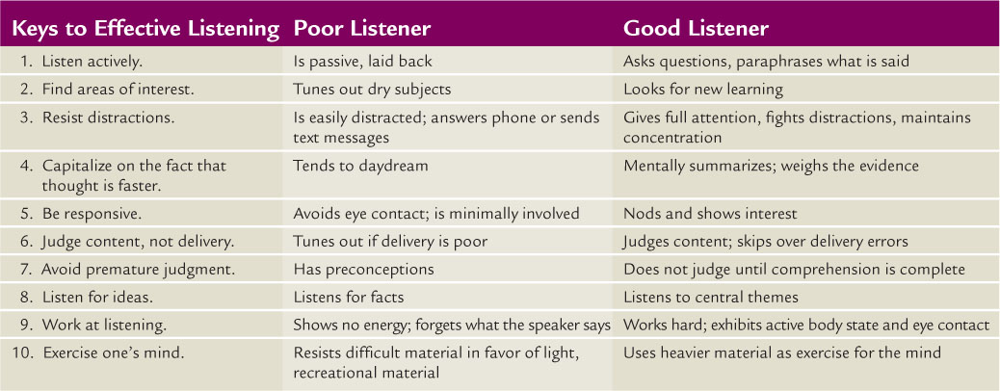 Keys to Effective Listening Poor Listener Good Listener
1. Listen actively. Is passive, laid back Asks questions, paraphrases what is said
2. Find areas of interest. Tunes out dry subjects Looks for new learning
3. Resist distractions. Is easily distracted; answers phone or sends Gives full attention, fights distractions, maintains
text messages concentration
4. Capitalize on the fact that Tends to daydream Mentally summarizes; weighs the evidence
thought is faster.
5. Be responsive. Avoids eye contact; is minimally involved Nods and shows interest
6. Judge content, not delivery. Tunes out if delivery is poor Judges content; skips over delivery errors
7. Avoid premature judgment. Has preconceptions Does not judge until comprehension is complete
8. Listen for ideas. Listens for facts Listens to central themes
9. Work at listening. Shows no energy; forgets what the speaker says Works hard; exhibits active body state and eye contact
10. Exercise one's mind. Resists difficult material in favor of light, Uses heavier material as exercise for the mind
recreational material